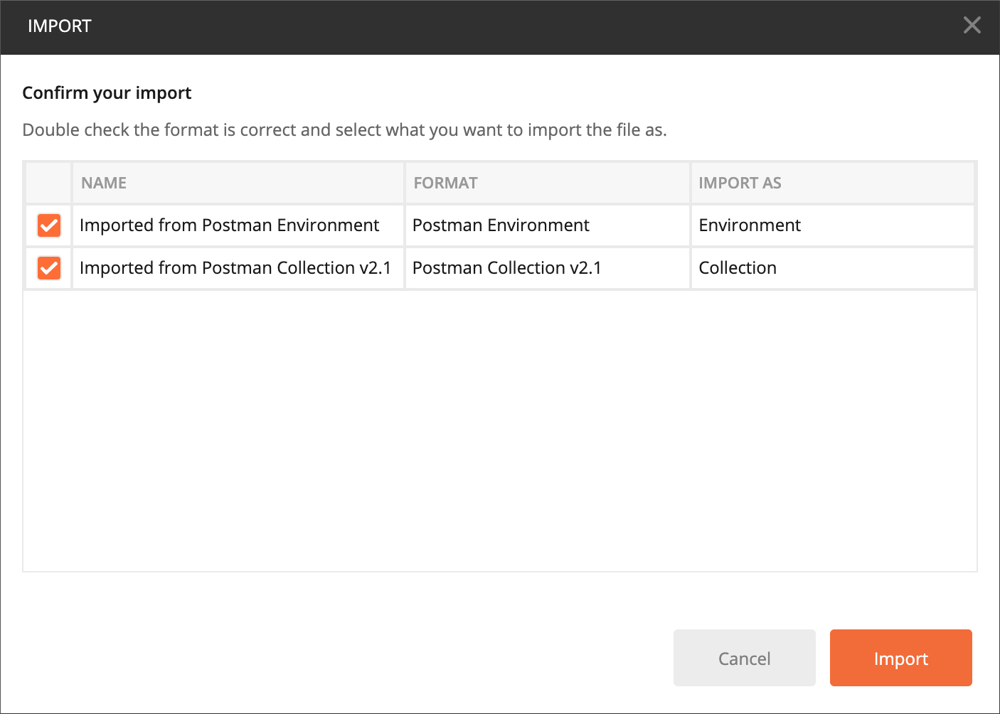 IMPORT
Confirm your import
Double check the format is correct and select what you want to import the file as.
NAME FORMAT IMPORT AS
Imported from Postman Environment Postman Environment Environment
Imported from Postman Collection v2.1 Postman Collection v2.1 Collection
Cancel Import